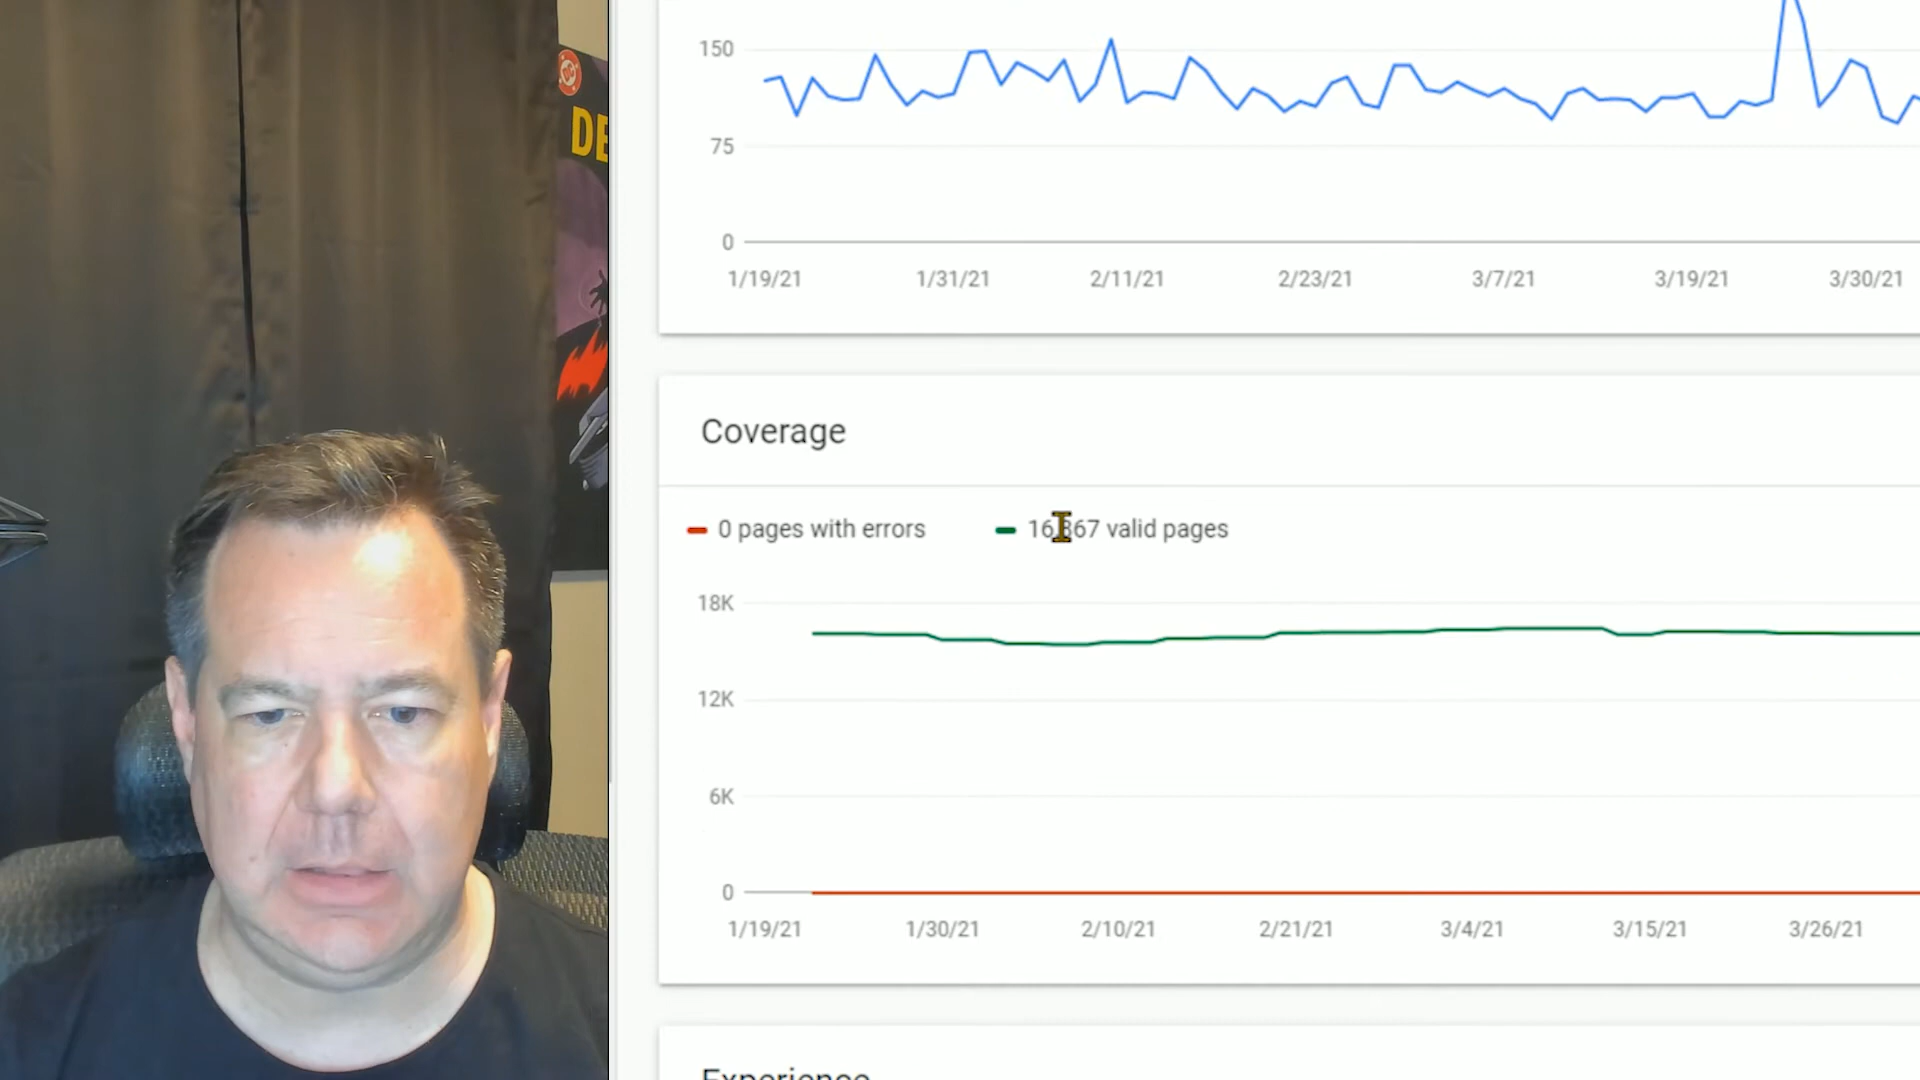 150
75
0
1/19/21 1/31/21 2/11/21 2/23/21 3/7/21 3/19/21 3/30/21
DE
Coverage
0 pages with errors
valid pages
18K
12K
6K
0
1/19/21 1/30/21 2/10/21 2/21/21 3/4/21 3/15/21 3/26/21
Experience